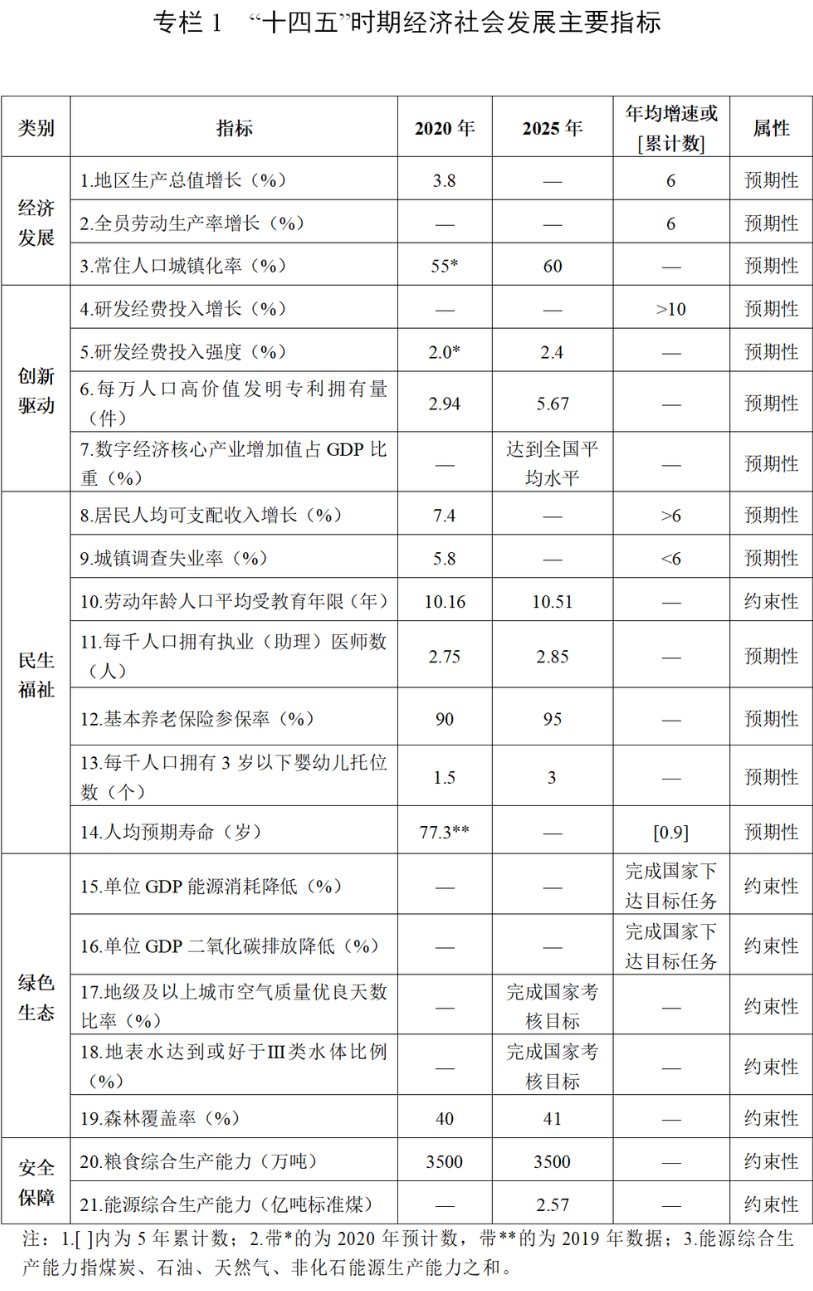 专栏 1 “十四五”时期经济社会发展主要指标
类别 指标 2020 年 2025 年 年均增速或[累计数] 属性
经济发展
1.地区生产总值增长（%） 3.8 — 6 预期性
2.全员劳动生产率增长（%） — — 6 预期性
3.常住人口城镇化率（%） 55* 60 — 预期性
创新驱动
4.研发经费投入增长（%） — — >10 预期性
5.研发经费投入强度（%） 2.0* 2.4 — 预期性
6.每万人口高价值发明专利拥有量（件） 2.94 5.67 — 预期性
7.数字经济核心产业增加值占 GDP 比重（%） — 达到全国平均水平 — 预期性
民生福祉
8.居民人均可支配收入增长（%） 7.4 — >6 预期性
9.城镇调查失业率（%） 5.8 — <6 预期性
10.劳动年龄人口平均受教育年限（年） 10.16 10.51 — 约束性
11.每千人口拥有执业（助理）医师数（人） 2.75 2.85 — 预期性
12.基本养老保险参保率（%） 90 95 — 预期性
13.每千人口拥有 3 岁以下婴幼儿托位数（个） 1.5 3 — 预期性
14.人均预期寿命（岁） 77.3** — [0.9] 预期性
绿色生态
15.单位 GDP 能源消耗降低（%） — — 完成国家下达目标任务 约束性
16.单位 GDP 二氧化碳排放降低（%） — — 完成国家下达目标任务 约束性
17.地级及以上城市空气质量优良天数比率（%） — 完成国家考核目标 — 约束性
18.地表水达到或好于Ⅲ类水体比例（%） — 完成国家考核目标 — 约束性
19.森林覆盖率（%） 40 41 — 约束性
安全保障
20.粮食综合生产能力（万吨） 3500 3500 — 约束性
21.能源综合生产能力（亿吨标准煤） — 2.57 — 约束性
注：1.[ ]内为 5 年累计数；2.带*的为 2020 年预计数，带**的为 2019 年数据；3.能源综合生
产能力指煤炭、石油、天然气、非化石能源生产能力之和。